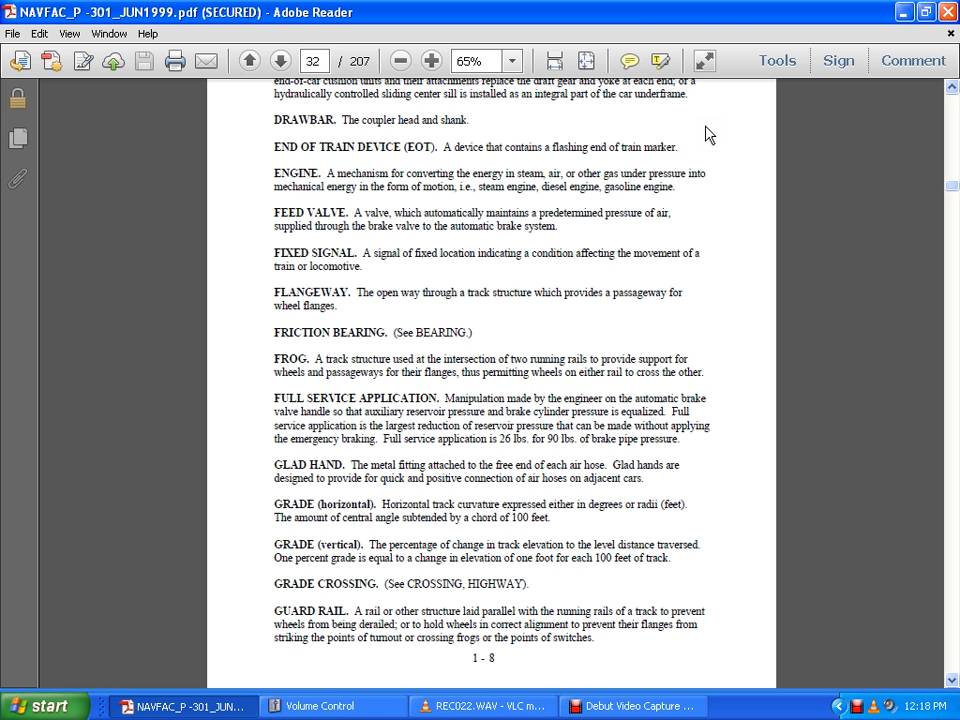 NAVFAC_P -301_JUN1999.pdf (SECURED) - Adobe Reader
File Edit View Window Help
32 / 207 65% Tools Sign Comment
end-of-car cushion units and their attachments replace the draft gear and yoke at each end; or a
hydraulically controlled sliding center sill is installed as an integral part of the car underframe.
DRAWBAR. The coupler head and shank.
END OF TRAIN DEVICE (EOT). A device that contains a flashing end of train marker.
ENGINE. A mechanism for converting the energy in steam, air, or other gas under pressure into
mechanical energy in the form of motion, i.e., steam engine, diesel engine, gasoline engine.
FEED VALVE. A valve, which automatically maintains a predetermined pressure of air,
supplied through the brake valve to the automatic brake system.
FIXED SIGNAL. A signal of fixed location indicating a condition affecting the movement of a
train or locomotive.
FLANGEWAY. The open way through a track structure which provides a passageway for
wheel flanges.
FRICTION BEARING. (See BEARING.)
FROG. A track structure used at the intersection of two running rails to provide support for
wheels and passageways for their flanges, thus permitting wheels on either rail to cross the other.
FULL SERVICE APPLICATION. Manipulation made by the engineer on the automatic brake
valve handle so that auxiliary reservoir pressure and brake cylinder pressure is equalized. Full
service application is the largest reduction of reservoir pressure that can be made without applying
the emergency braking. Full service application is 26 lbs. for 90 lbs. of brake pipe pressure.
GLAD HAND. The metal fitting attached to the free end of each air hose. Glad hands are
designed to provide for quick and positive connection of air hoses on adjacent cars.
GRADE (horizontal). Horizontal track curvature expressed either in degrees or radii (feet).
The amount of central angle subtended by a chord of 100 feet.
GRADE (vertical). The percentage of change in track elevation to the level distance traversed.
One percent grade is equal to a change in elevation of one foot for each 100 feet of track.
GRADE CROSSING. (See CROSSING, HIGHWAY).
GUARD RAIL. A rail or other structure laid parallel with the running rails of a track to prevent
wheels from being derailed; or to hold wheels in correct alignment to prevent their flanges from
striking the points of turnout or crossing frogs or the points of switches.
1 - 8
start NAVFAC_P -301_JUN... Volume Control REC022.WAV - VLC m... Debut Video Capture ... 12:18 PM